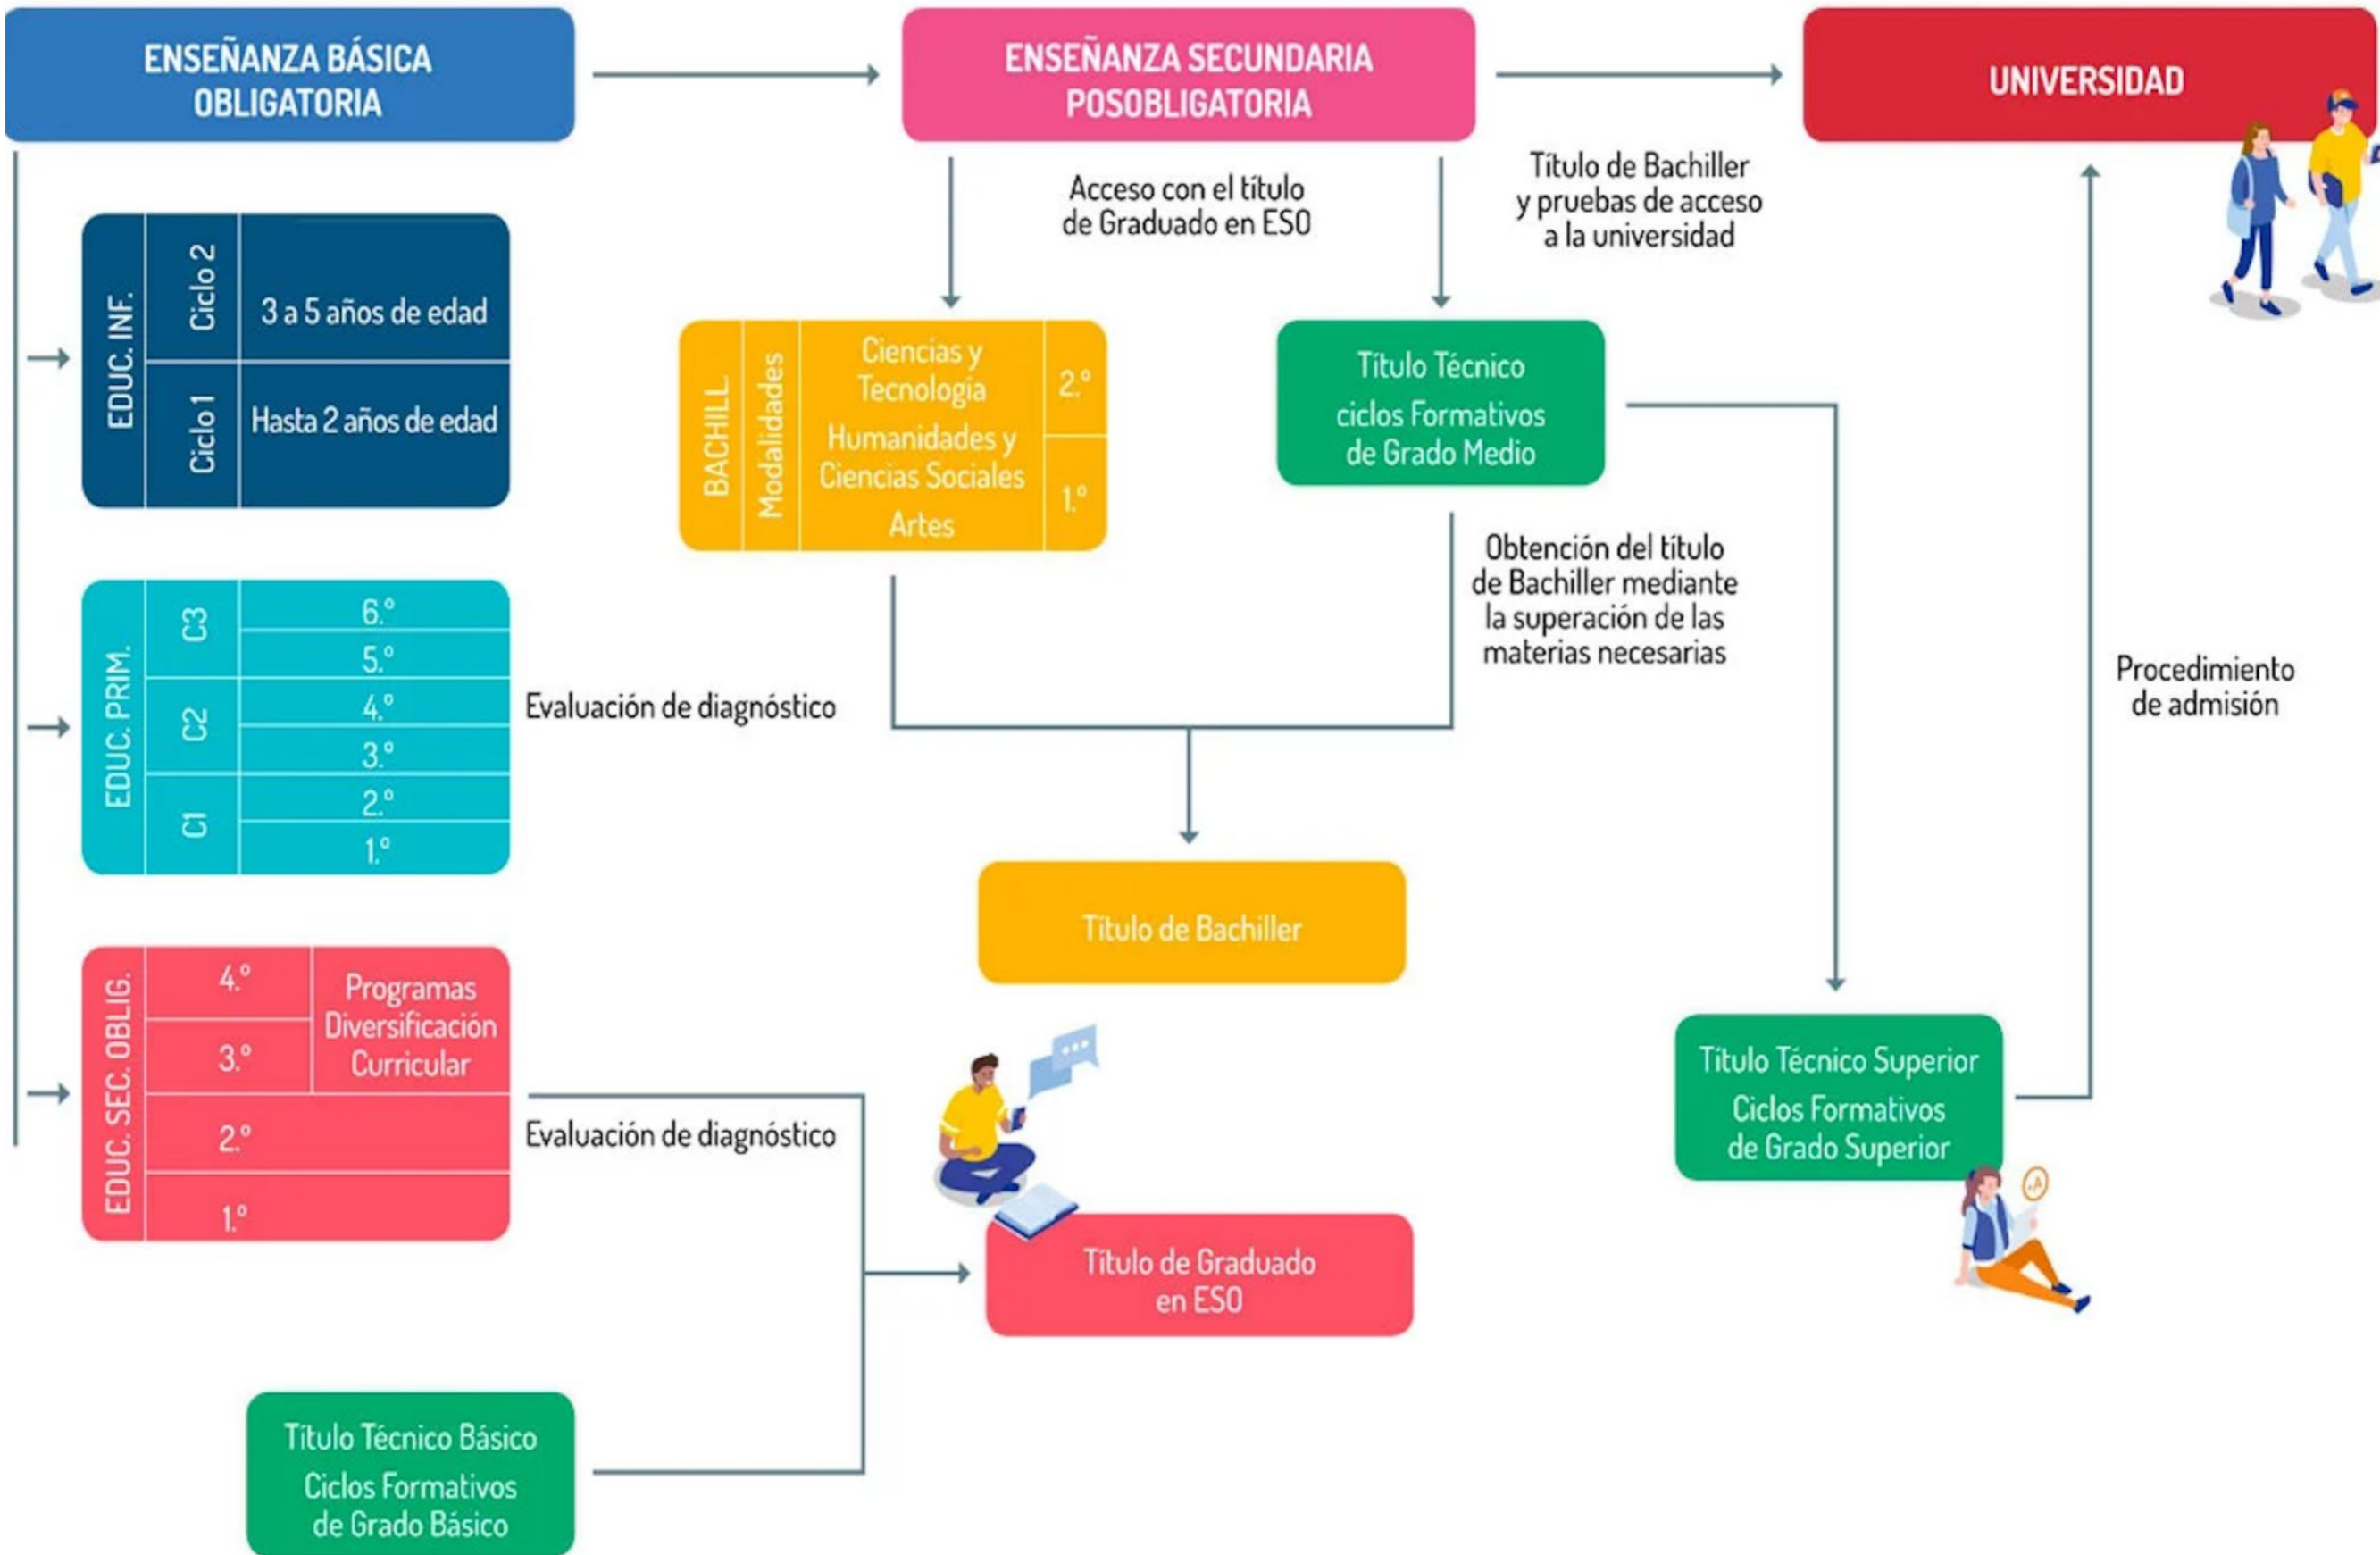 ENSEÑANZA BÁSICA
OBLIGATORIA
ENSEÑANZA SECUNDARIA
POSOBLIGATORIA
UNIVERSIDAD
Acceso con el título
de Graduado en ESO
Título de Bachiller
y pruebas de acceso
a la universidad
EDUC. INF.
Ciclo 2
3 a 5 años de edad
Ciclo 1
Hasta 2 años de edad
BACHILL.
Modalidades
Ciencias y
Tecnología
Humanidades y
Ciencias Sociales
Artes
2.º
1.º
Título Técnico
ciclos Formativos
de Grado Medio
Obtención del título
de Bachiller mediante
la superación de las
materias necesarias
EDUC. PRIM.
C3
6.º
5.º
C2
4.º
3.º
C1
2.º
1.º
Evaluación de diagnóstico
Procedimiento
de admisión
Título de Bachiller
EDUC. SEC. OBLIG.
4.º
3.º
Programas
Diversificación
Curricular
2.º
1.º
Evaluación de diagnóstico
Título Técnico Superior
Ciclos Formativos
de Grado Superior
Título de Graduado
en ESO
Título Técnico Básico
Ciclos Formativos
de Grado Básico